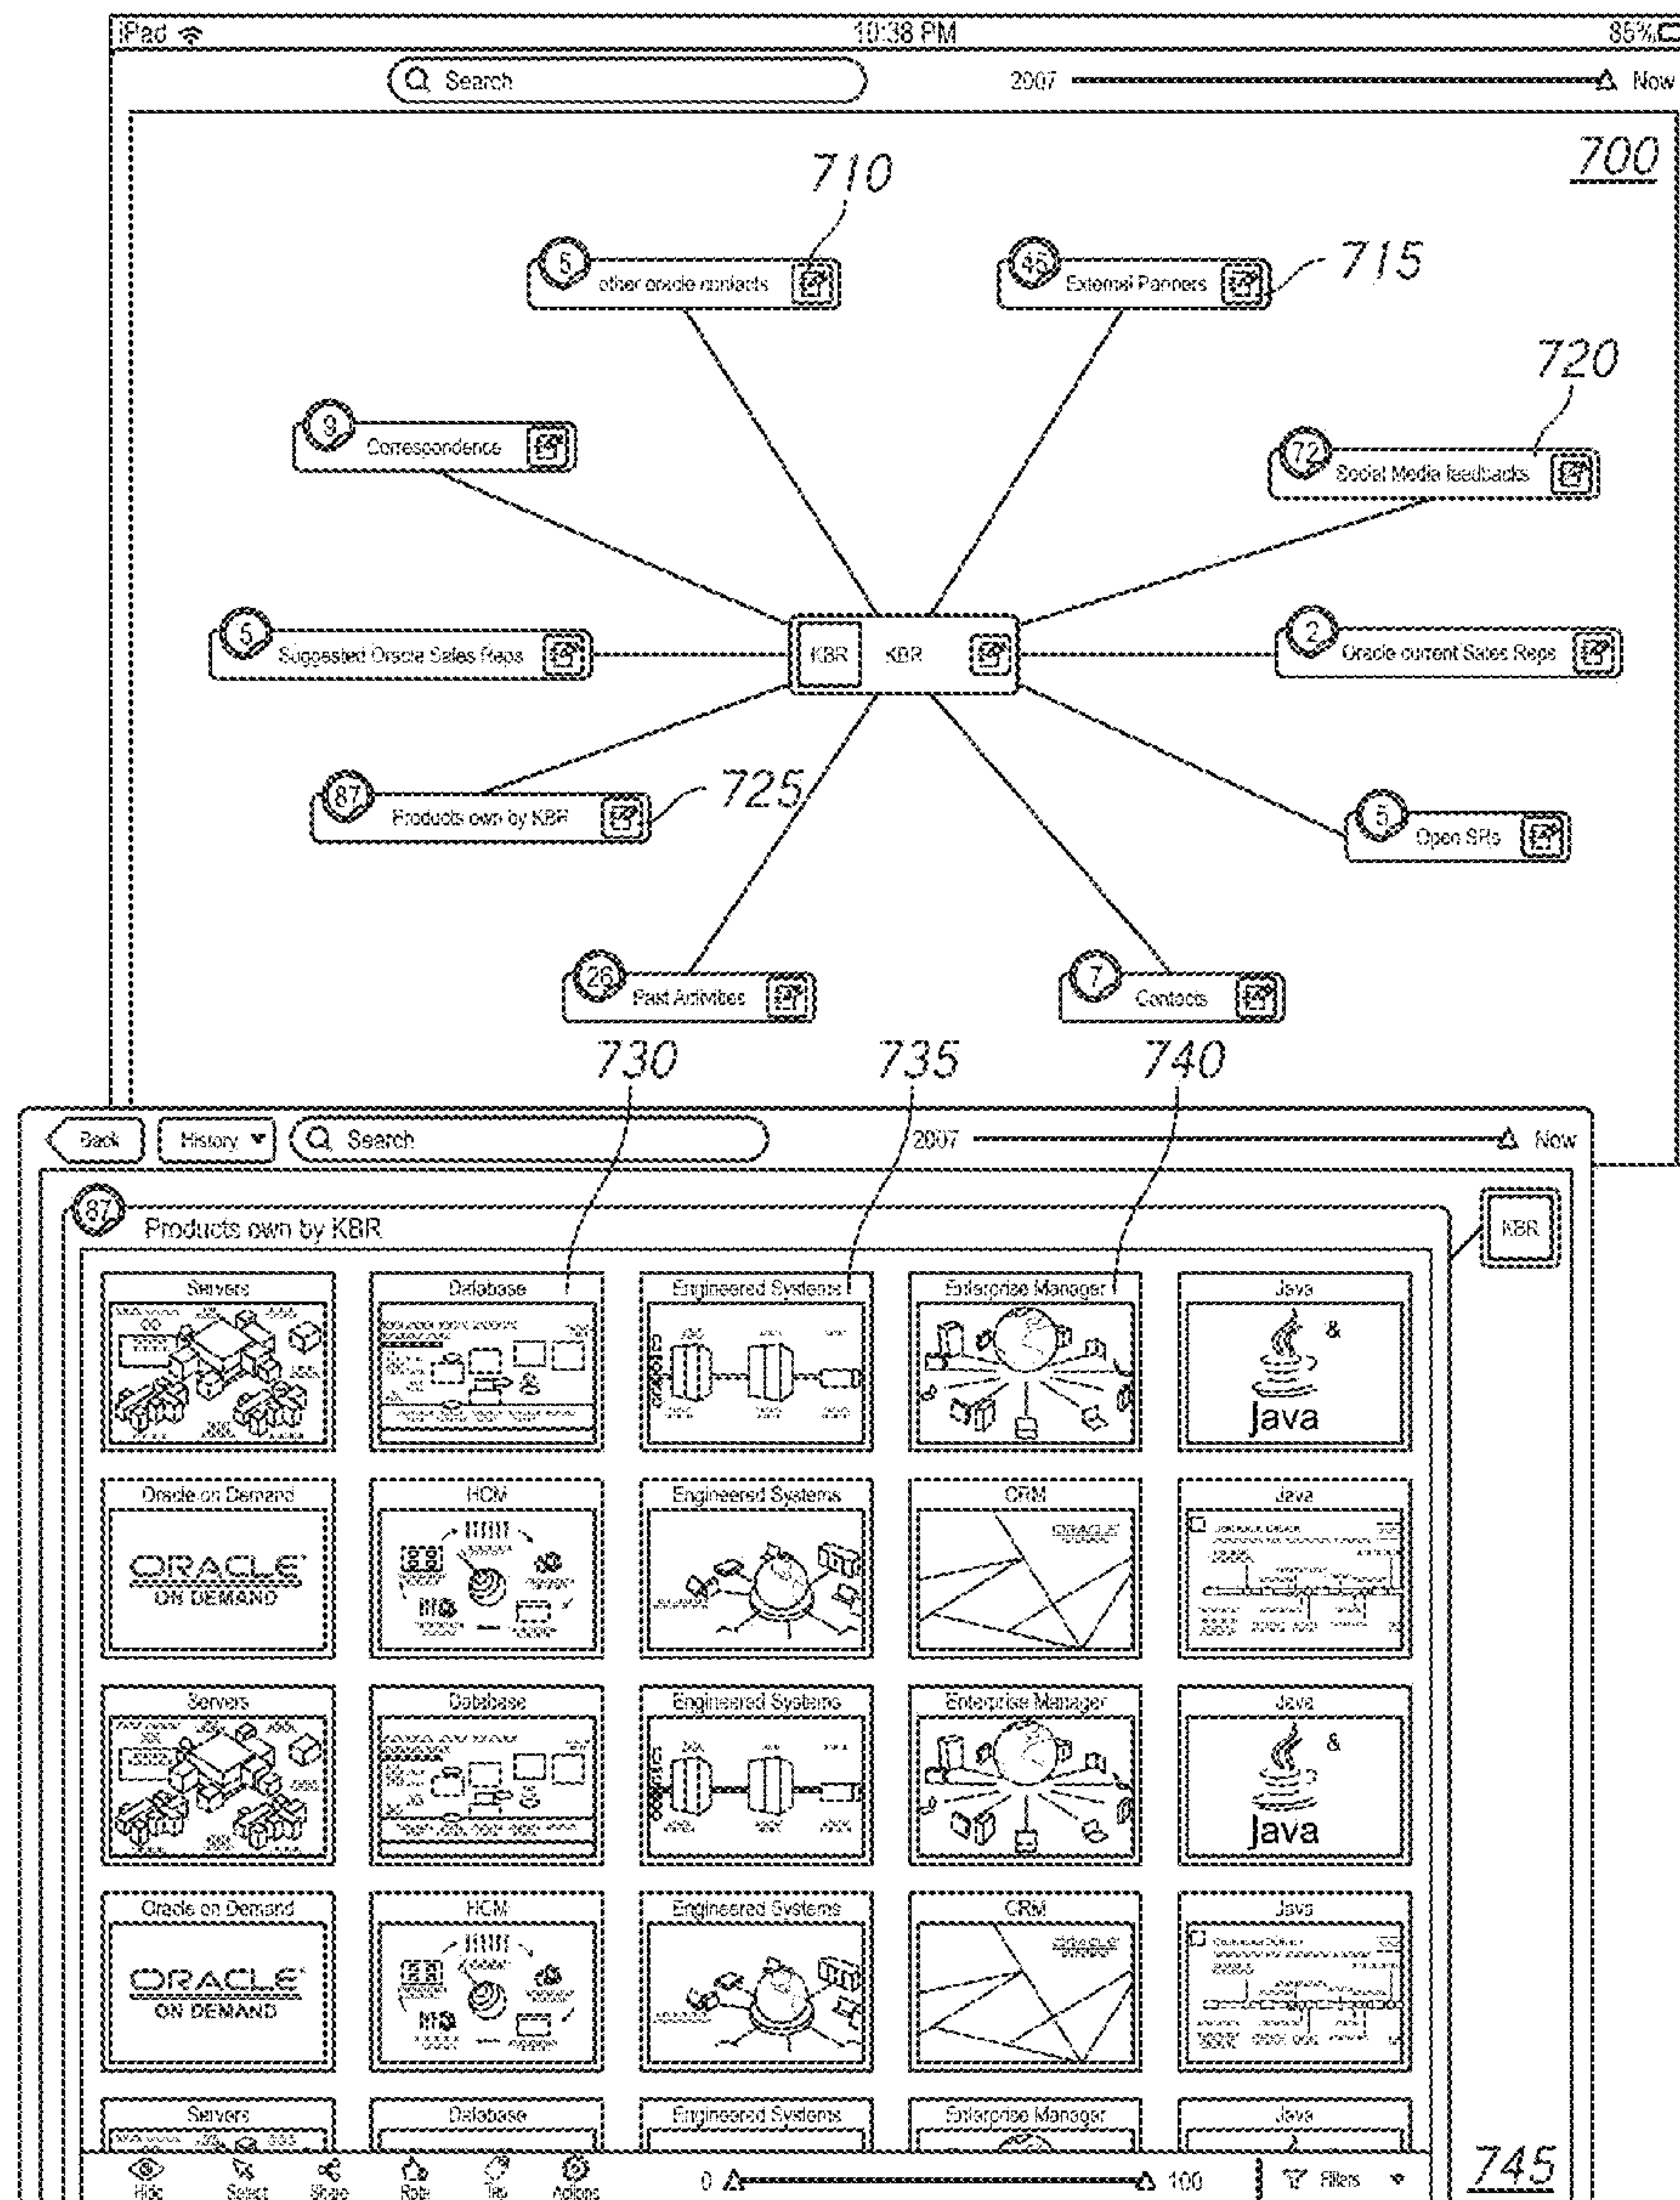 iPad 10:38 PM 85%
Search 2007 Now
700
710
5 other oracle contacts
45 External Partners 715
720
9 Correspondence
72 Social Media feedbacks
5 Suggested Oracle Sales Reps
KBR KBR
2 Oracle current Sales Reps
87 Products own by KBR 725
5 Open SRs
26 Past Activities
7 Contacts
730 735 740
Back History Search 2007 Now
87 Products own by KBR
KBR
Servers Database Engineered Systems Enterprise Manager Java
&
Java
Oracle on Demand HCM Engineered Systems CRM Java
ORACLE
ON DEMAND
ORACLE
Servers Database Engineered Systems Enterprise Manager Java
&
Java
Oracle on Demand HCM Engineered Systems CRM Java
ORACLE
ON DEMAND
ORACLE
Servers Database Engineered Systems Enterprise Manager Java
Hide Select Share Rate Actions 0 100 Filters
745